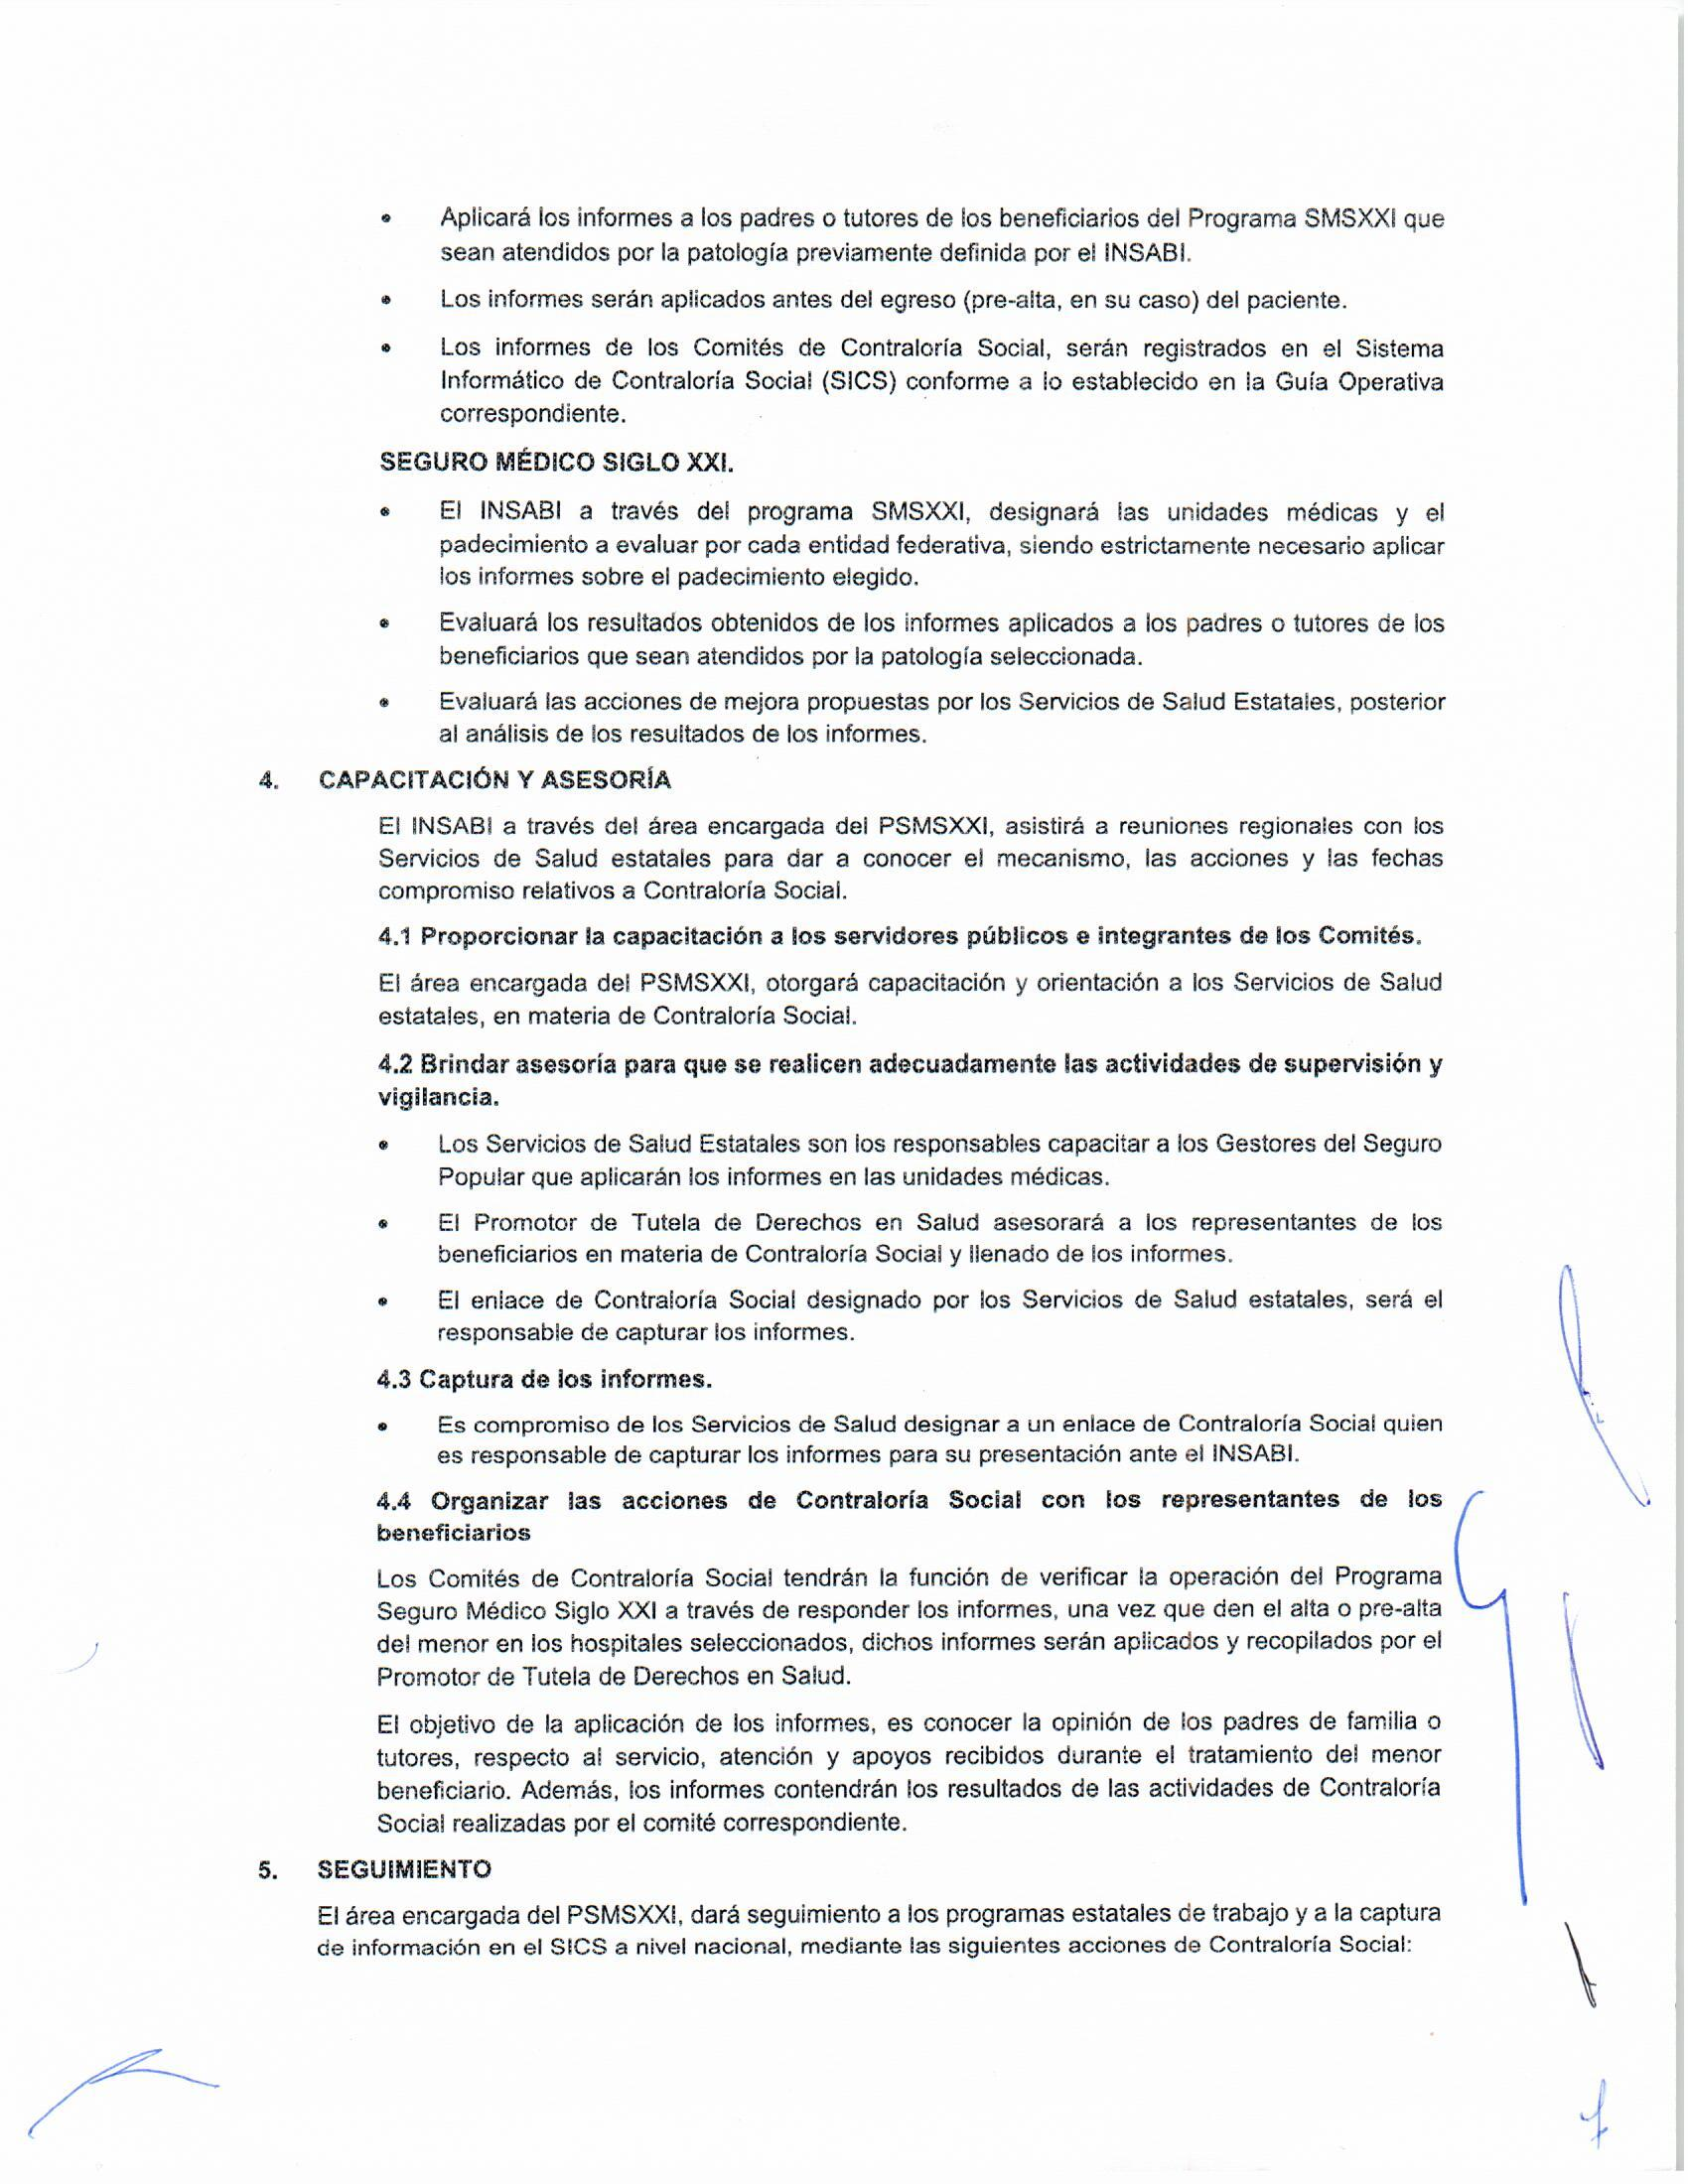 • Aplicará los informes a los padres o tutores de los beneficiarios del Programa SMSXXI que
sean atendidos por la patología previamente definida por el INSABI.
• Los informes serán aplicados antes del egreso (pre-alta, en su caso) del paciente.
• Los informes de los Comités de Contraloría Social, serán registrados en el Sistema
Informático de Contraloría Social (SICS) conforme a lo establecido en la Guía Operativa
correspondiente.
SEGURO MÉDICO SIGLO XXI.
• El INSABI a través del programa SMSXXI, designará las unidades médicas y el
padecimiento a evaluar por cada entidad federativa, siendo estrictamente necesario aplicar
los informes sobre el padecimiento elegido.
• Evaluará los resultados obtenidos de los informes aplicados a los padres o tutores de los
beneficiarios que sean atendidos por la patología seleccionada.
• Evaluará las acciones de mejora propuestas por los Servicios de Salud Estatales, posterior
al análisis de los resultados de los informes.
4. CAPACITACIÓN Y ASESORÍA
El INSABI a través del área encargada del PSMSXXI, asistirá a reuniones regionales con los
Servicios de Salud estatales para dar a conocer el mecanismo, las acciones y las fechas
compromiso relativos a Contraloría Social.
4.1 Proporcionar la capacitación a los servidores públicos e integrantes de los Comités.
El área encargada del PSMSXXI, otorgará capacitación y orientación a los Servicios de Salud
estatales, en materia de Contraloría Social.
4.2 Brindar asesoría para que se realicen adecuadamente las actividades de supervisión y
vigilancia.
• Los Servicios de Salud Estatales son los responsables capacitar a los Gestores del Seguro
Popular que aplicarán los informes en las unidades médicas.
• El Promotor de Tutela de Derechos en Salud asesorará a los representantes de los
beneficiarios en materia de Contraloría Social y llenado de los informes.
• El enlace de Contraloría Social designado por los Servicios de Salud estatales, será el
responsable de capturar los informes.
4.3 Captura de los informes.
• Es compromiso de los Servicios de Salud designar a un enlace de Contraloría Social quien
es responsable de capturar los informes para su presentación ante el INSABI.
4.4 Organizar las acciones de Contraloría Social con los representantes de los
beneficiarios
Los Comités de Contraloría Social tendrán la función de verificar la operación del Programa
Seguro Médico Siglo XXI a través de responder los informes, una vez que den el alta o pre-alta
del menor en los hospitales seleccionados, dichos informes serán aplicados y recopilados por el
Promotor de Tutela de Derechos en Salud.
El objetivo de la aplicación de los informes, es conocer la opinión de los padres de familia o
tutores, respecto al servicio, atención y apoyos recibidos durante el tratamiento del menor
beneficiario. Además, los informes contendrán los resultados de las actividades de Contraloría
Social realizadas por el comité correspondiente.
5. SEGUIMIENTO
El área encargada del PSMSXXI, dará seguimiento a los programas estatales de trabajo y a la captura
de información en el SICS a nivel nacional, mediante las siguientes acciones de Contraloría Social: